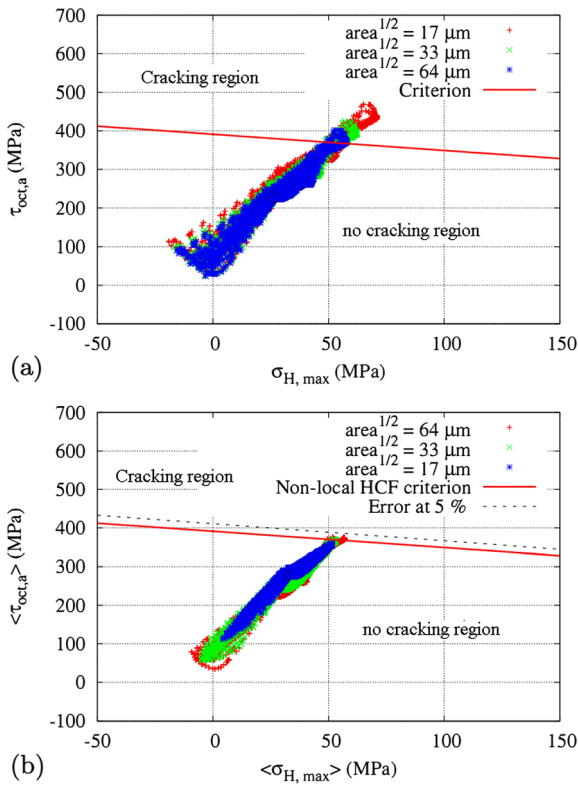 700
600
500
400
300
200
100
0
-100
τoct,a (MPa)
area1/2 = 17 μm
area1/2 = 33 μm
area1/2 = 64 μm
Criterion
Cracking region
no cracking region
-50 0 50 100 150
(a)
σH, max (MPa)
700
600
500
400
300
200
100
0
-100
<τoct,a> (MPa)
area1/2 = 64 μm
area1/2 = 33 μm
area1/2 = 17 μm
Non-local HCF criterion
Error at 5 %
Cracking region
no cracking region
-50 0 50 100 150
(b)
<σH, max> (MPa)